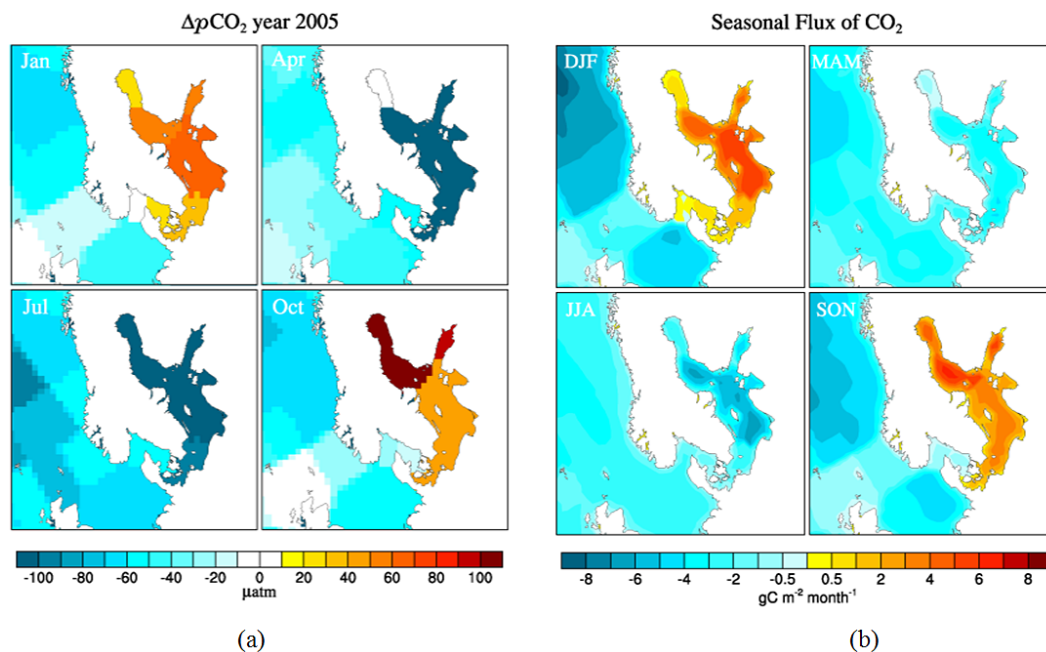 ΔpCO₂ year 2005
Jan
Apr
Jul
Oct
-100 -80 -60 -40 -20 0 20 40 60 80 100
μatm
(a)
Seasonal Flux of CO₂
DJF
MAM
JJA
SON
-8 -6 -4 -2 -0.5 0.5 2 4 6 8
gC m⁻² month⁻¹
(b)